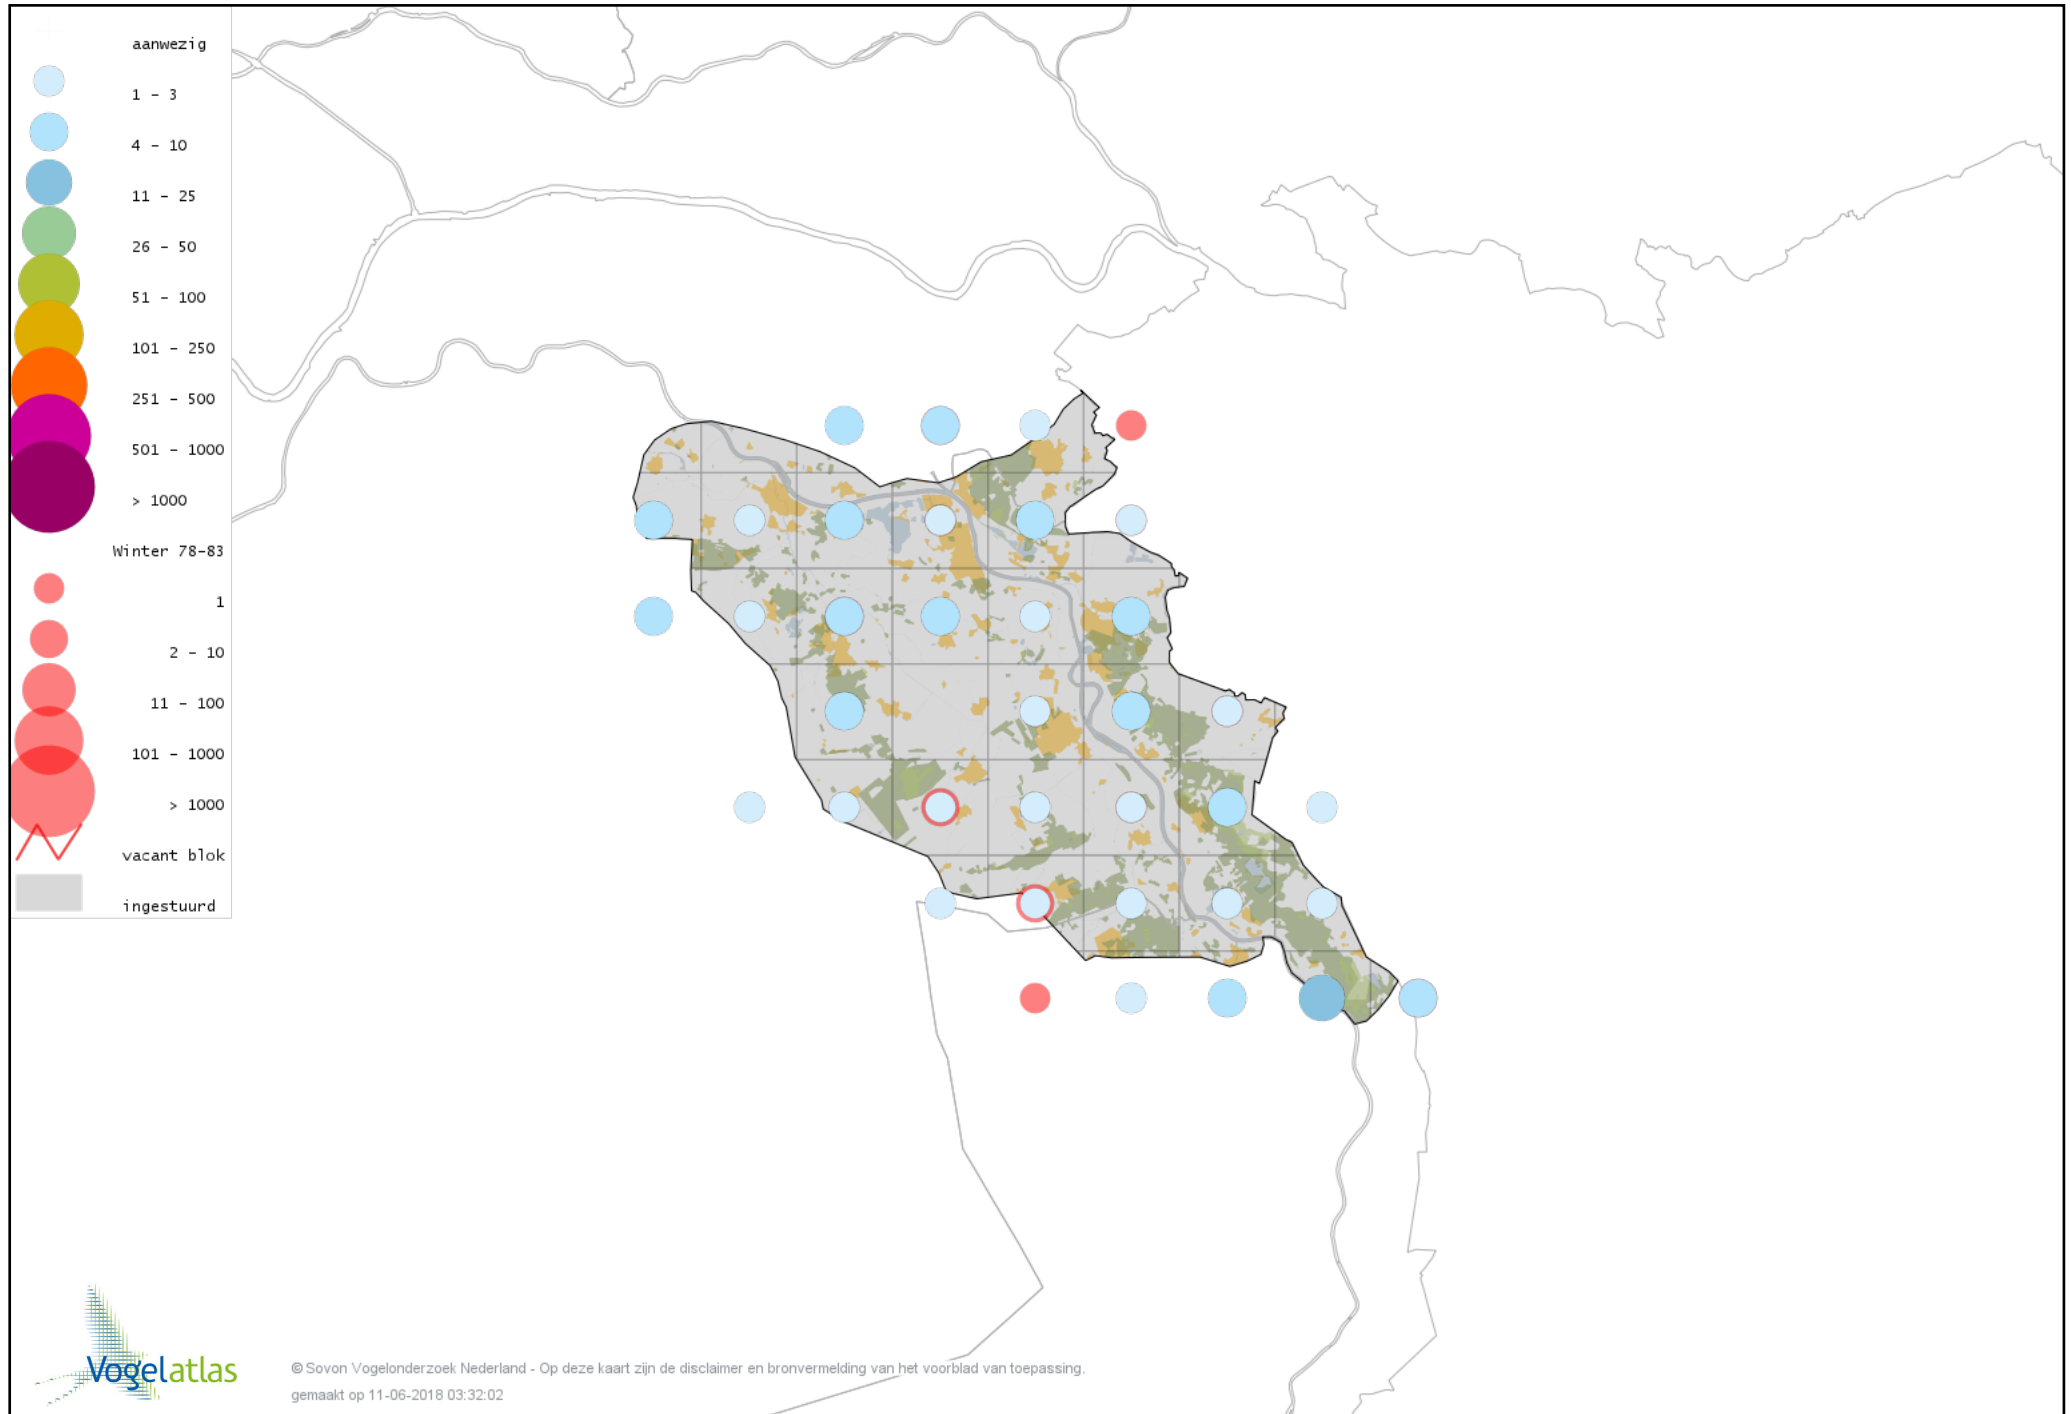 aanwezig
1 - 3
4 - 10
11 - 25
26 - 50
51 - 100
101 - 250
251 - 500
501 - 1000
> 1000
Winter 78-83
1
2 - 10
11 - 100
101 - 1000
> 1000
vacant blok
ingestuurd
Vogelatlas
© Sovon Vogelonderzoek Nederland - Op deze kaart zijn de disclaimer en bronvermelding van het voorblad van toepassing.
gemaakt op 11-06-2018 03:32:02